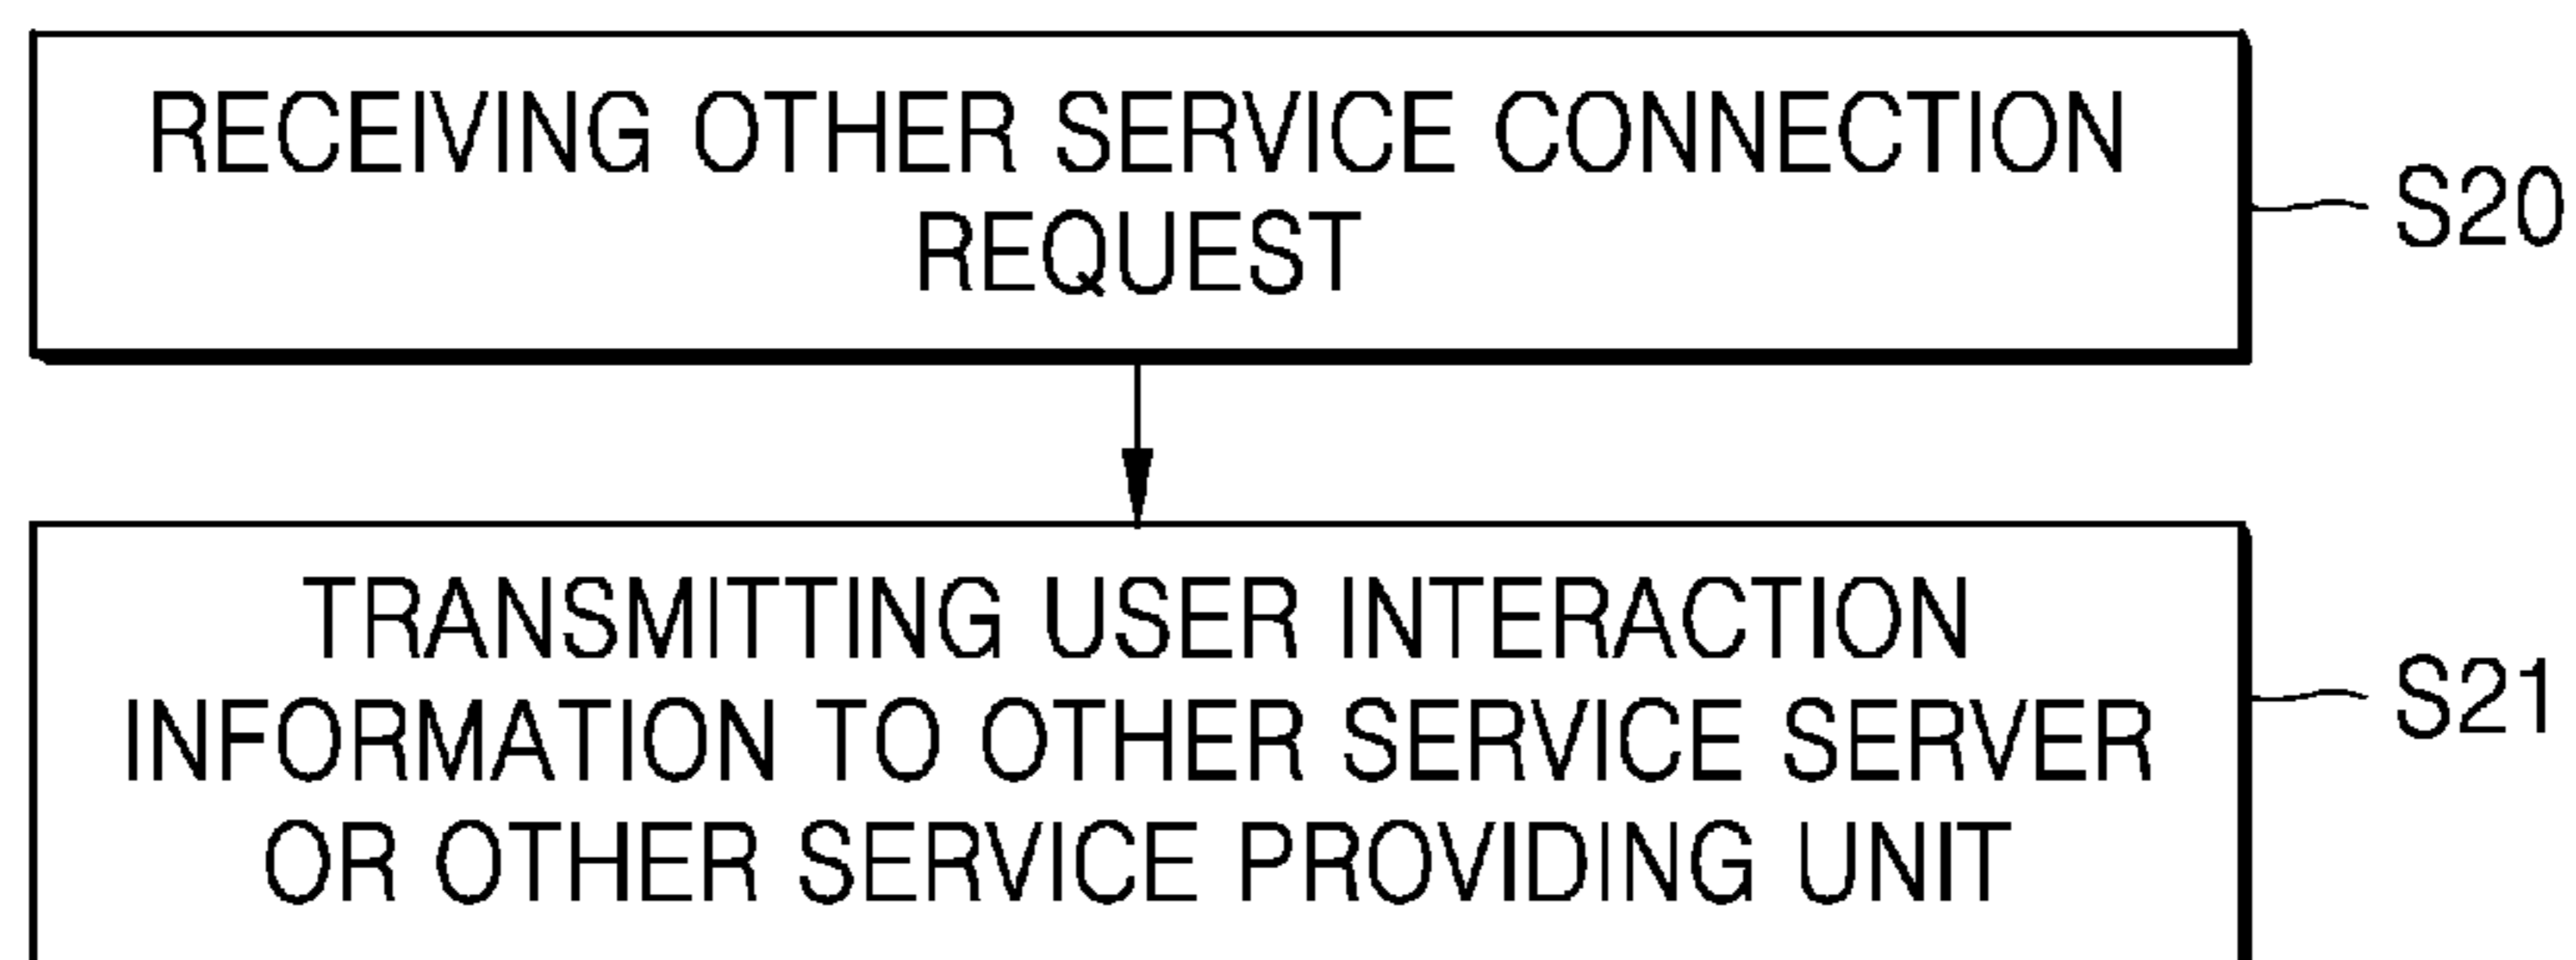 RECEIVING OTHER SERVICE CONNECTION
REQUEST
S20
TRANSMITTING USER INTERACTION
INFORMATION TO OTHER SERVICE SERVER
OR OTHER SERVICE PROVIDING UNIT
S21